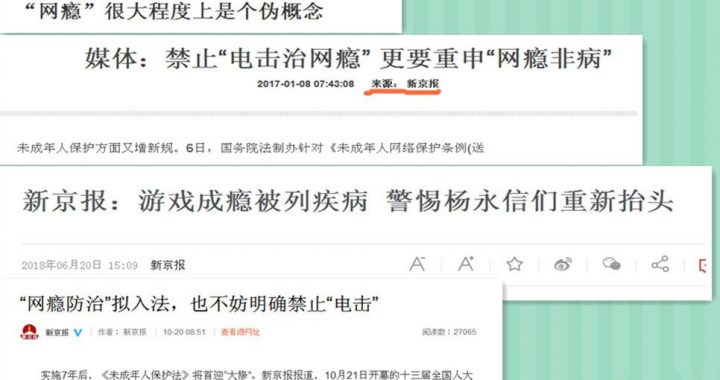 “网瘾”很大程度上是个伪概念
媒体：禁止“电击治网瘾” 更要重申“网瘾非病”
2017-01-08 07:43:08 来源：新京报
未成年人保护方面又增新规。6日，国务院法制办针对《未成年人网络保护条例(送
新京报：游戏成瘾被列疾病 警惕杨永信们重新抬头
2018年06月20日 15:09 新京报 A- A+
“网瘾防治”拟入法，也不妨明确禁止“电击”
新京报 作者：新京报 10-20 08:51 查看源网址 阅读数：27065
实施7年后，《未成年人保护法》将首迎“大修”。新京报报道，10月21日开幕的十三届全国人大